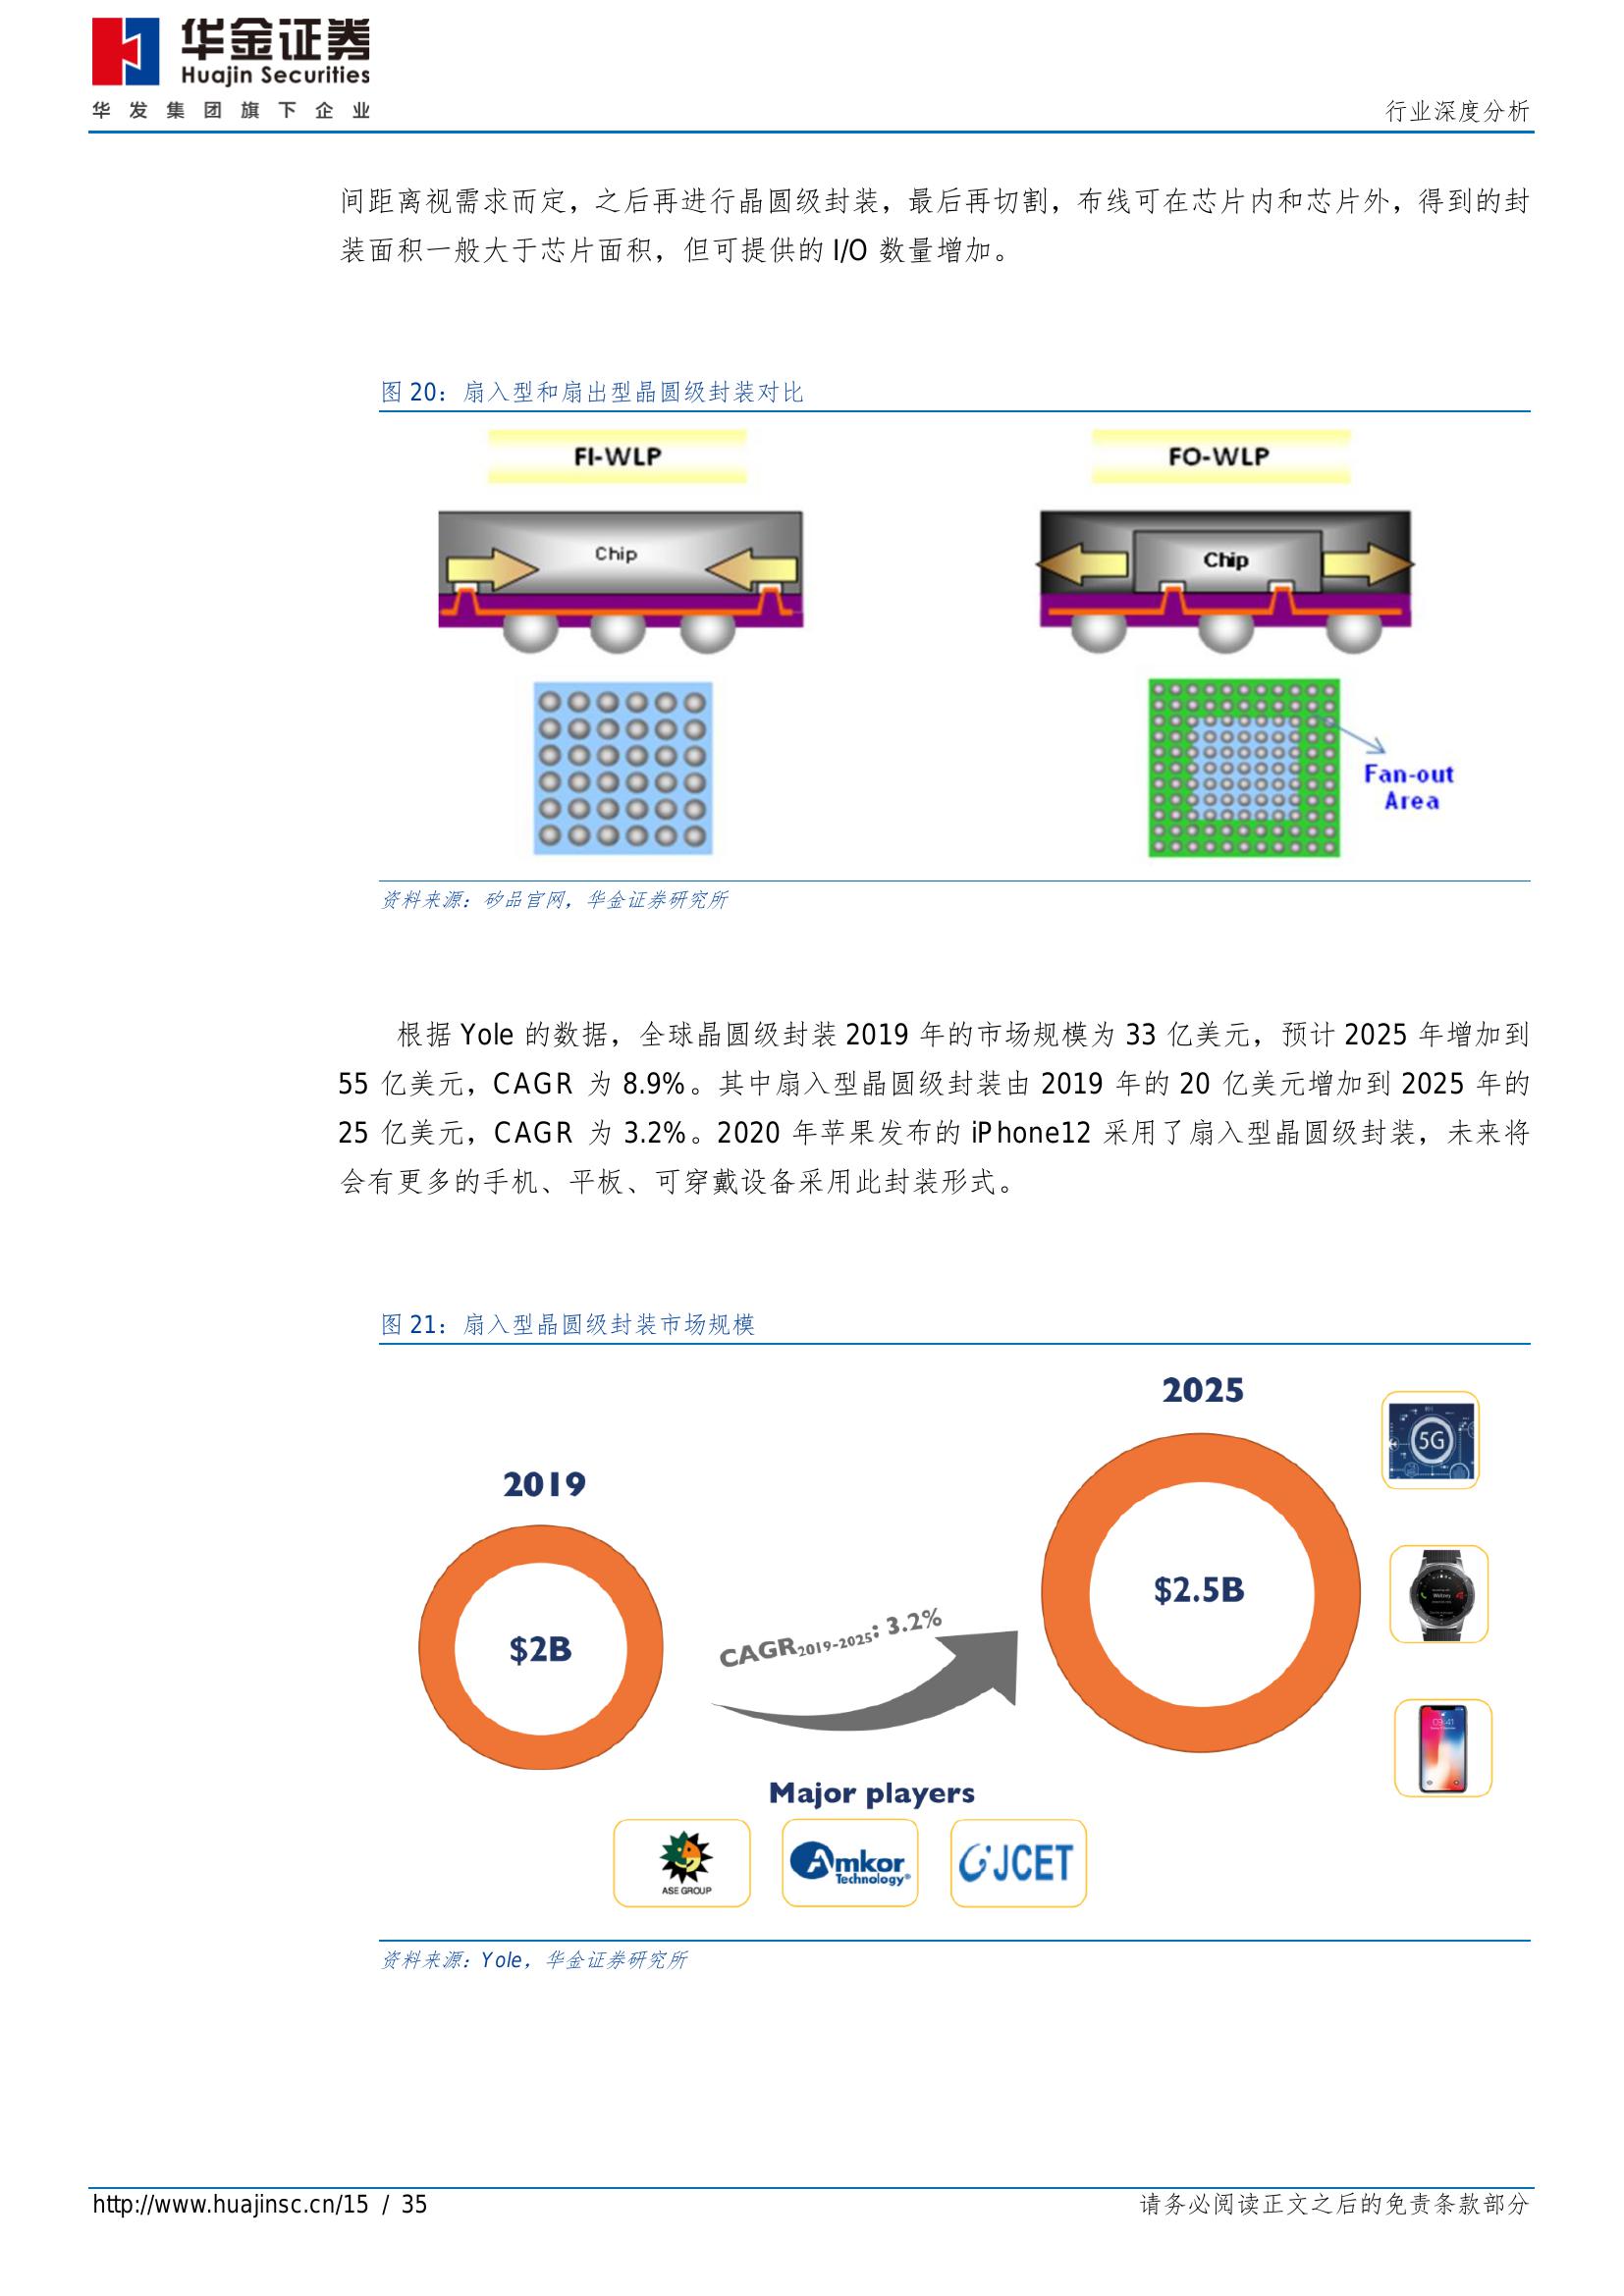 华金证券
Huajin Securities
华发集团旗下企业
行业深度分析
间距离视需求而定，之后再进行晶圆级封装，最后再切割，布线可在芯片内和芯片外，得到的封
装面积一般大于芯片面积，但可提供的 I/O 数量增加。
图 20：扇入型和扇出型晶圆级封装对比
FI-WLP
FO-WLP
Chip
Chip
Fan-out
Area
资料来源：矽品官网，华金证券研究所
根据 Yole 的数据，全球晶圆级封装 2019 年的市场规模为 33 亿美元，预计 2025 年增加到
55 亿美元，CAGR 为 8.9%。其中扇入型晶圆级封装由 2019 年的 20 亿美元增加到 2025 年的
25 亿美元，CAGR 为 3.2%。2020 年苹果发布的 iPhone12 采用了扇入型晶圆级封装，未来将
会有更多的手机、平板、可穿戴设备采用此封装形式。
图 21：扇入型晶圆级封装市场规模
2025
5G
2019
$2.5B
$2B
CAGR2019-2025: 3.2%
09:41
Major players
ASE GROUP
Amkor
Technology®
JCET
资料来源：Yole，华金证券研究所
http://www.huajinsc.cn/15 / 35
请务必阅读正文之后的免责条款部分